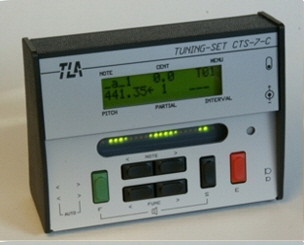 TLA TUNING-SET CTS-7-C
NOTE CENT MENU
a 1 0.0 T01
441.35+ 1
PITCH PARTIAL INTERVAL
< NOTE >
< >
< > AUTO
F < FUNC > E E